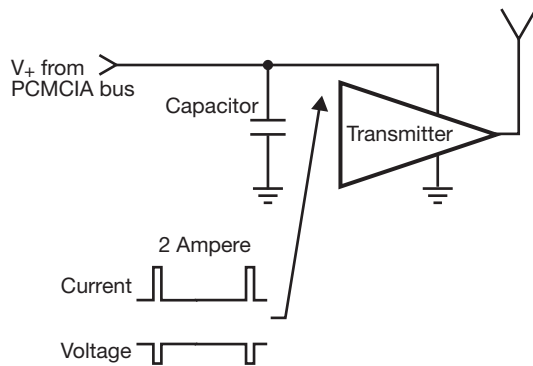 V+ from
PCMCIA bus
Capacitor
Transmitter
2 Ampere
Current
Voltage